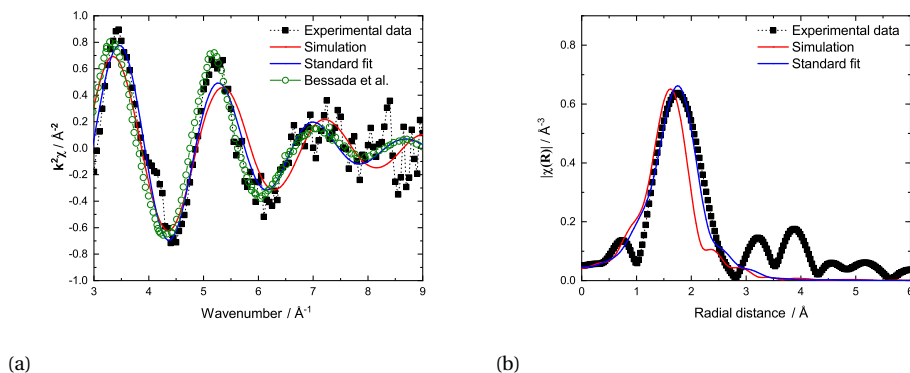 Experimental data
Simulation
Standard fit
Bessada et al.
1.0
0.8
0.6
0.4
0.2
0.0
-0.2
-0.4
-0.6
-0.8
-1.0
k²χ / Å⁻²
3 4 5 6 7 8 9
Wavenumber / Å⁻¹
(a)
Experimental data
Simulation
Standard fit
0.8
0.6
0.4
0.2
0.0
|χ(R)| / Å⁻³
0 1 2 3 4 5 6
Radial distance / Å
(b)